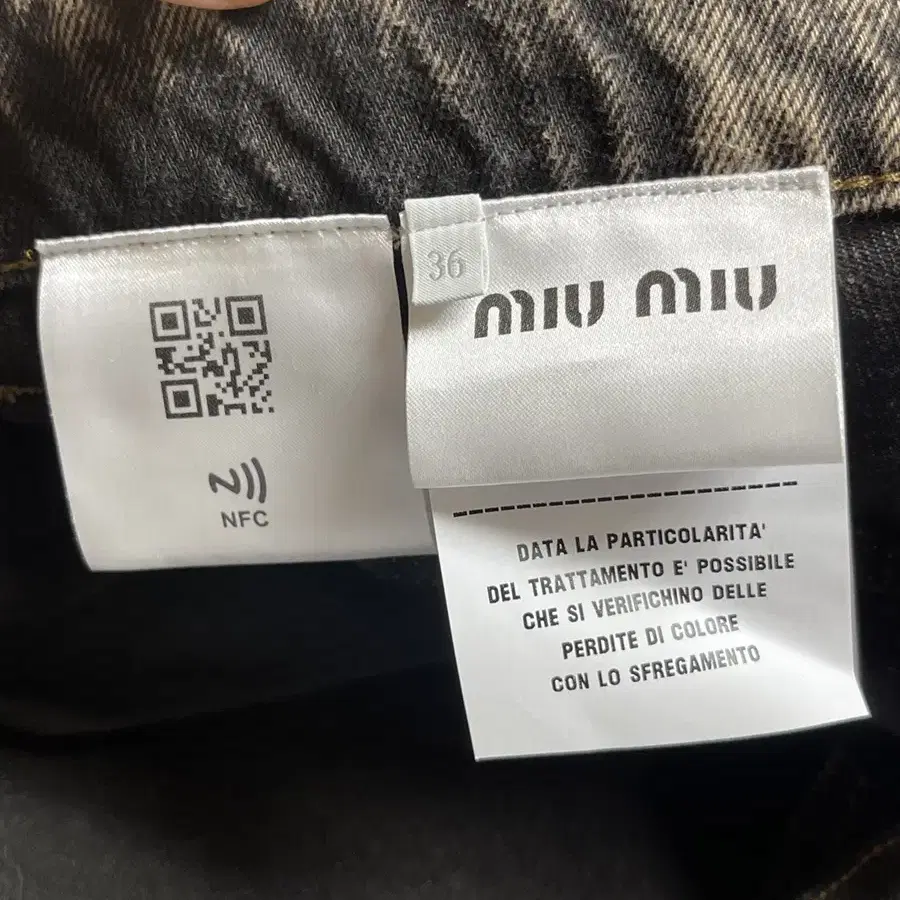 36
miu miu
NFC
DATA LA PARTICOLARITA'
DEL TRATTAMENTO E' POSSIBILE
CHE SI VERIFICHINO DELLE
PERDITE DI COLORE
CON LO SFREGAMENTO